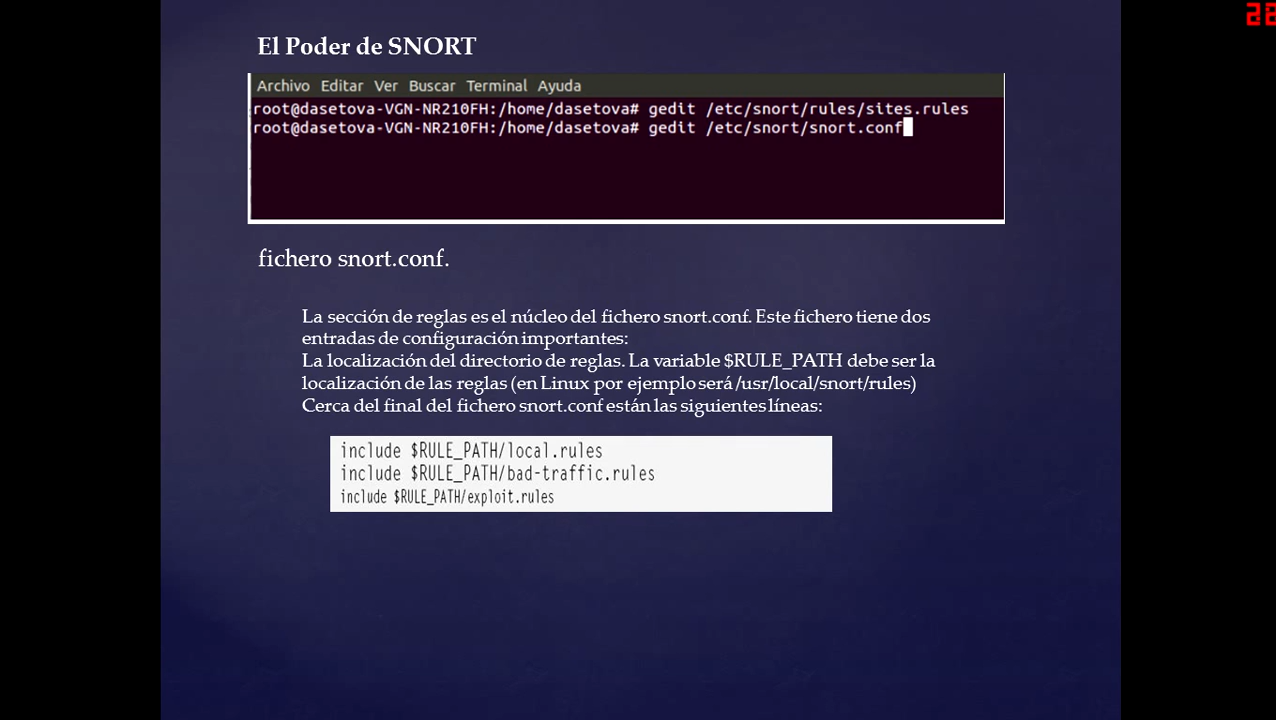 El Poder de SNORT
Archivo Editar Ver Buscar Terminal Ayuda
root@dasetova-VGN-NR210FH:/home/dasetova# gedit /etc/snort/rules/sites.rules
root@dasetova-VGN-NR210FH:/home/dasetova# gedit /etc/snort/snort.conf
fichero snort.conf.
La sección de reglas es el núcleo del fichero snort.conf. Este fichero tiene dos
entradas de configuración importantes:
La localización del directorio de reglas. La variable $RULE_PATH debe ser la
localización de las reglas (en Linux por ejemplo será /usr/local/snort/rules)
Cerca del final del fichero snort.conf están las siguientes líneas:
include $RULE_PATH/local.rules
include $RULE_PATH/bad-traffic.rules
include $RULE_PATH/exploit.rules